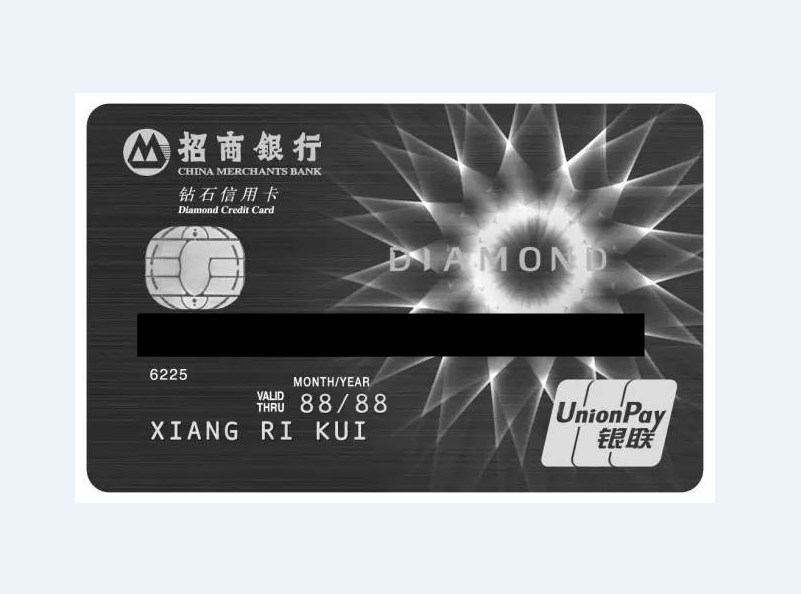 招商銀行
CHINA MERCHANTS BANK
钻石信用卡
Diamond Credit Card
DIAMOND
6225
MONTH/YEAR
VALID THRU 88/88
XIANG RI KUI
UnionPay
银联